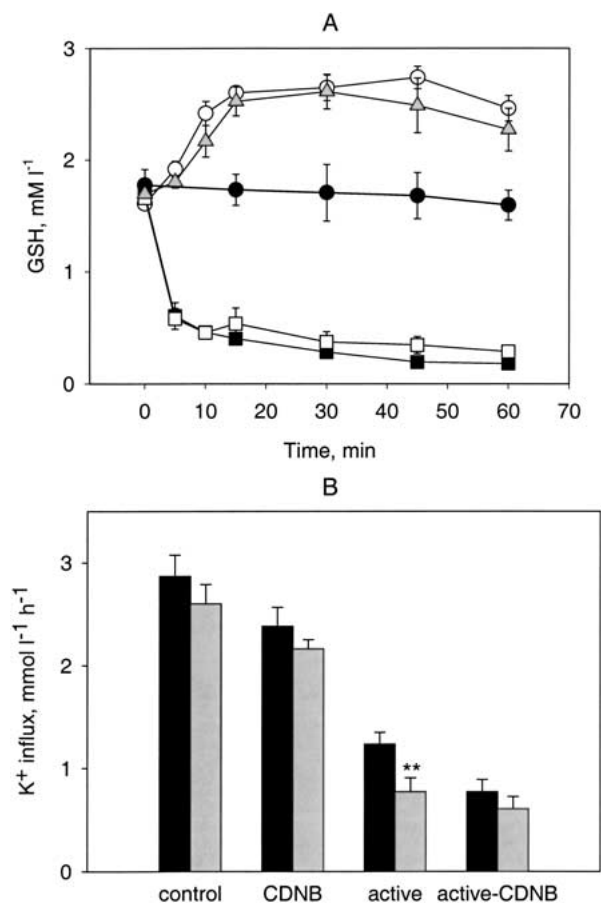 A
GSH, mM l⁻¹
3
2
1
0
0 10 20 30 40 50 60 70
Time, min
B
K⁺ influx, mmol l⁻¹ h⁻¹
3
2
1
0
**
control CDNB active active-CDNB